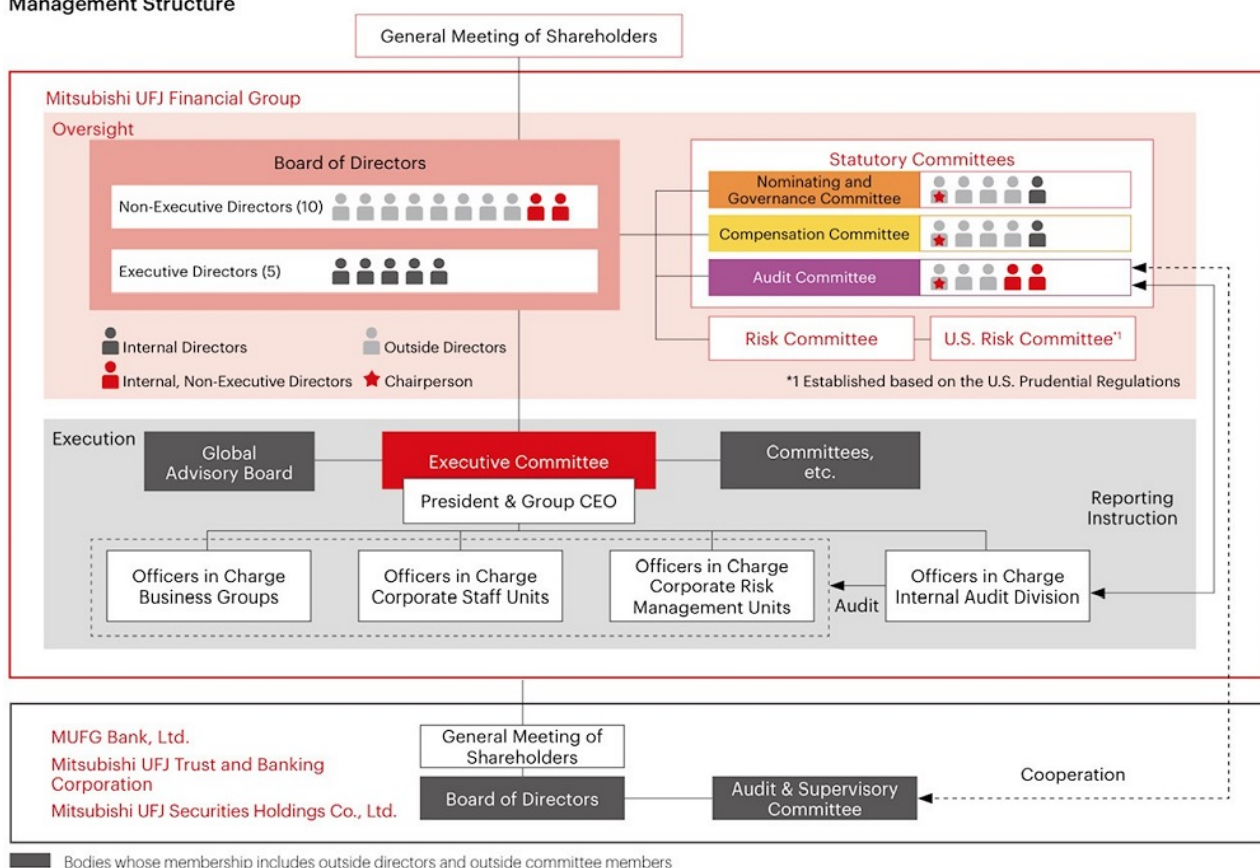 Management Structure
General Meeting of Shareholders
Mitsubishi UFJ Financial Group
Oversight
Board of Directors
Non-Executive Directors (10)
Executive Directors (5)
Internal Directors
Outside Directors
Internal, Non-Executive Directors
Chairperson
Statutory Committees
Nominating and
Governance Committee
Compensation Committee
Audit Committee
Risk Committee
U.S. Risk Committee*1
*1 Established based on the U.S. Prudential Regulations
Execution
Global
Advisory Board
Executive Committee
Committees,
etc.
President & Group CEO
Reporting
Instruction
Officers in Charge
Business Groups
Officers in Charge
Corporate Staff Units
Officers in Charge
Corporate Risk
Management Units
Audit
Officers in Charge
Internal Audit Division
MUFG Bank, Ltd.
Mitsubishi UFJ Trust and Banking
Corporation
Mitsubishi UFJ Securities Holdings Co., Ltd.
General Meeting of
Shareholders
Board of Directors
Audit & Supervisory
Committee
Cooperation
Bodies whose membership includes outside directors and outside committee members